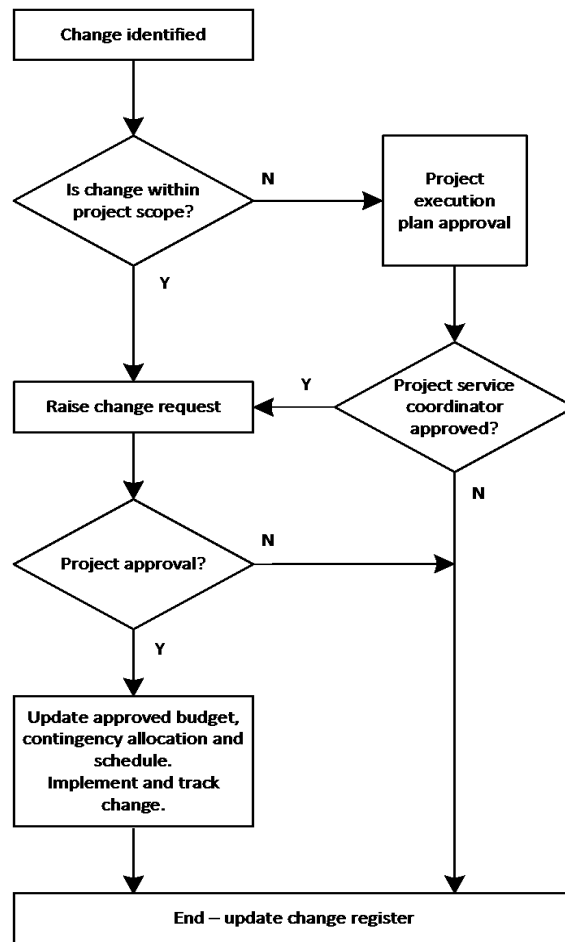 Change identified
Is change within
project scope?
N
Project
execution
plan approval
Y
Raise change request
Y
Project service
coordinator
approved?
N
Project approval?
N
Y
Update approved budget,
contingency allocation and
schedule.
Implement and track
change.
End – update change register